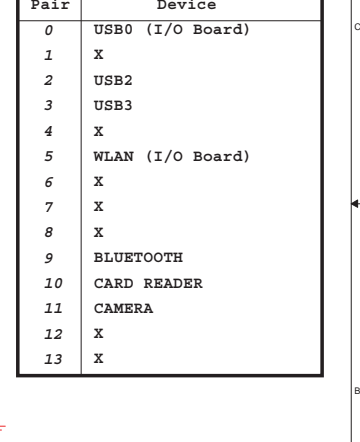 Pair Device
0 USB0 (I/O Board)
1 X
2 USB2
3 USB3
4 X
5 WLAN (I/O Board)
6 X
7 X
8 X
9 BLUETOOTH
10 CARD READER
11 CAMERA
12 X
13 X
B